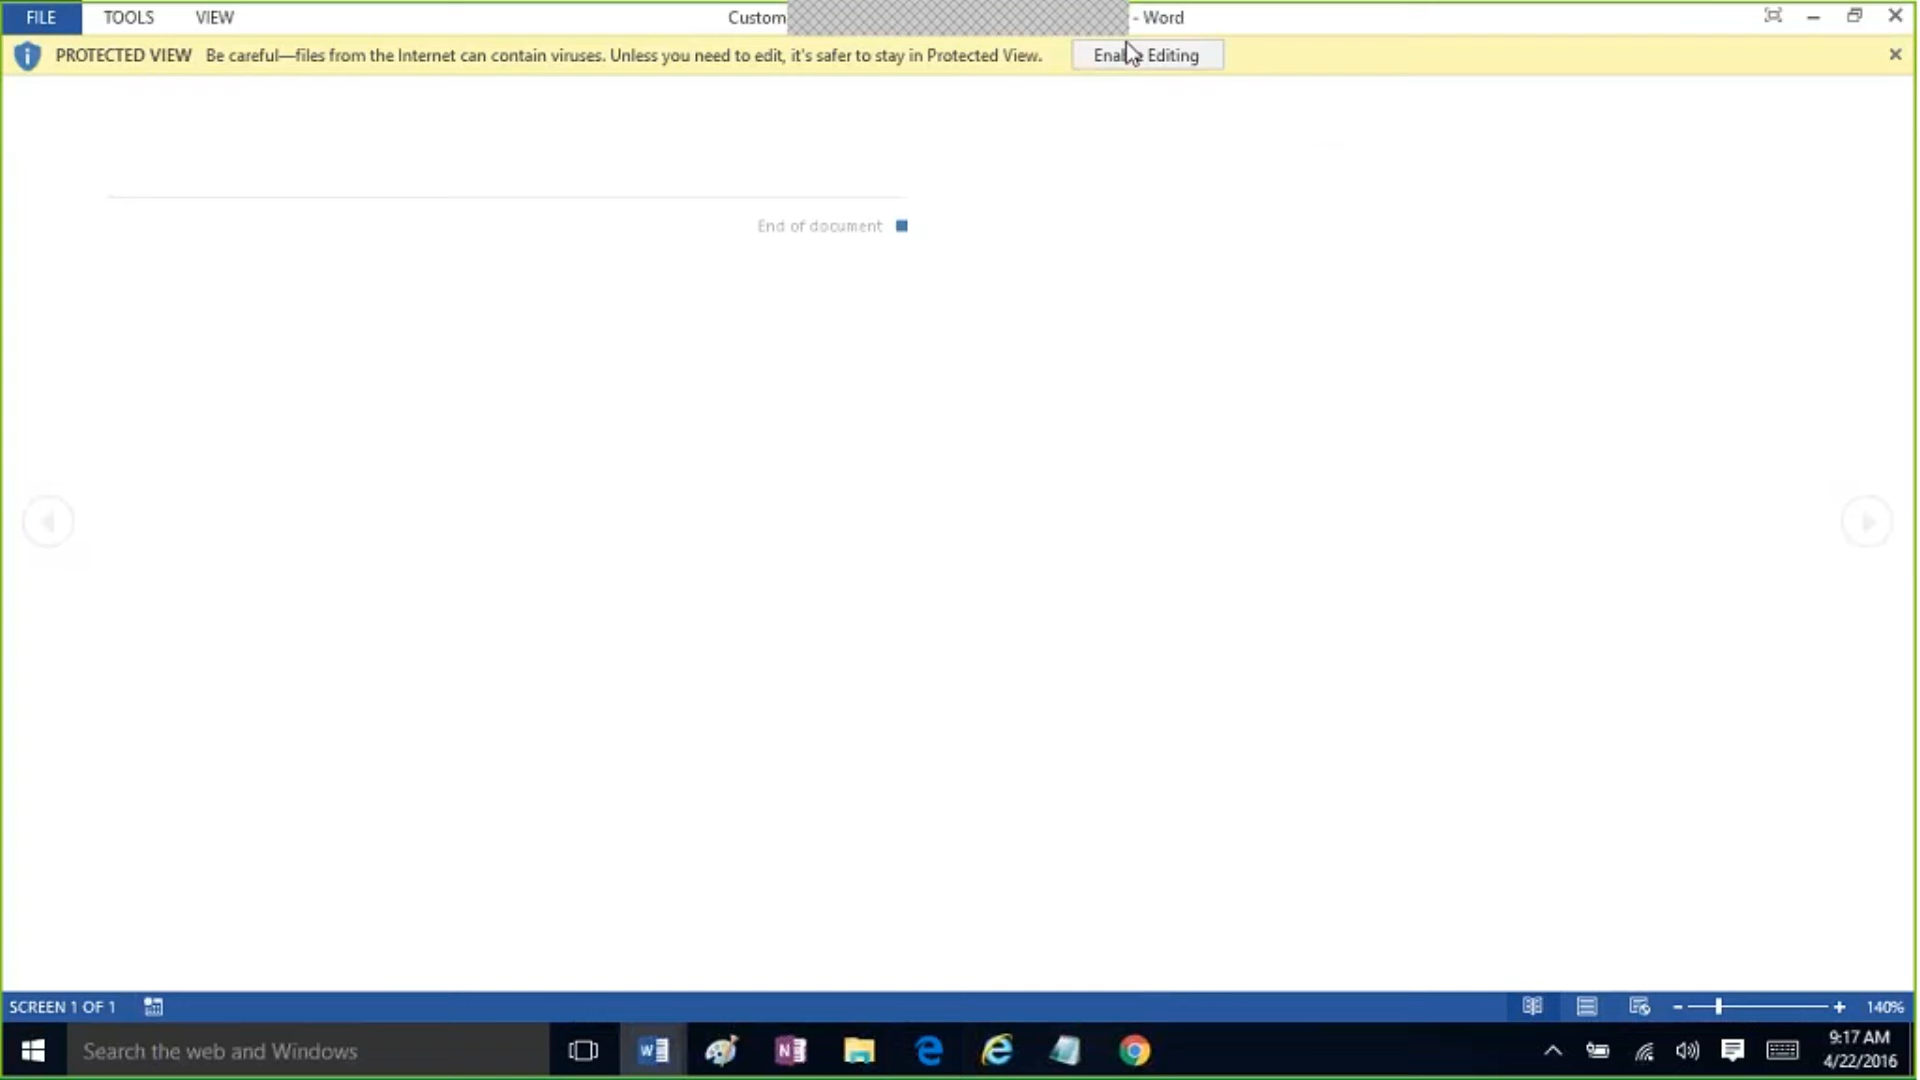 FILE TOOLS VIEW Custom - Word
PROTECTED VIEW Be careful—files from the Internet can contain viruses. Unless you need to edit, it's safer to stay in Protected View. Enable Editing
End of document
SCREEN 1 OF 1 140%
Search the web and Windows
9:17 AM
4/22/2016